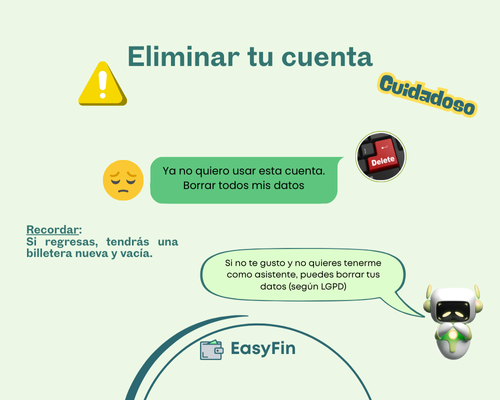 Eliminar tu cuenta
Cuidadoso
Delete
Ya no quiero usar esta cuenta.
Borrar todos mis datos
Recordar:
Si regresas, tendrás una
billetera nueva y vacía.
Si no te gusto y no quieres tenerme
como asistente, puedes borrar tus
datos (según LGPD)
EasyFin